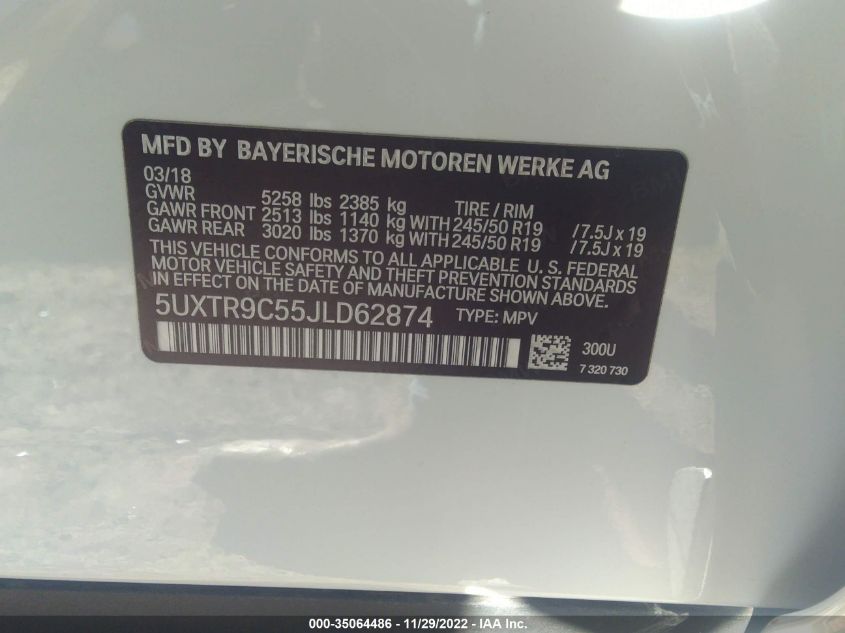 MFD BY BAYERISCHE MOTOREN WERKE AG
03/18
GVWR 5258 lbs 2385 kg TIRE / RIM
GAWR FRONT 2513 lbs 1140 kg WITH 245/50 R19 /7.5J x 19
GAWR REAR 3020 lbs 1370 kg WITH 245/50 R19 /7.5J x 19
THIS VEHICLE CONFORMS TO ALL APPLICABLE U. S. FEDERAL
MOTOR VEHICLE SAFETY AND THEFT PREVENTION STANDARDS
IN EFFECT ON THE DATE OF MANUFACTURE SHOWN ABOVE.
5UXTR9C55JLD62874 TYPE: MPV
300U
7 320 730
000-35064486 - 11/29/2022 - IAA Inc.